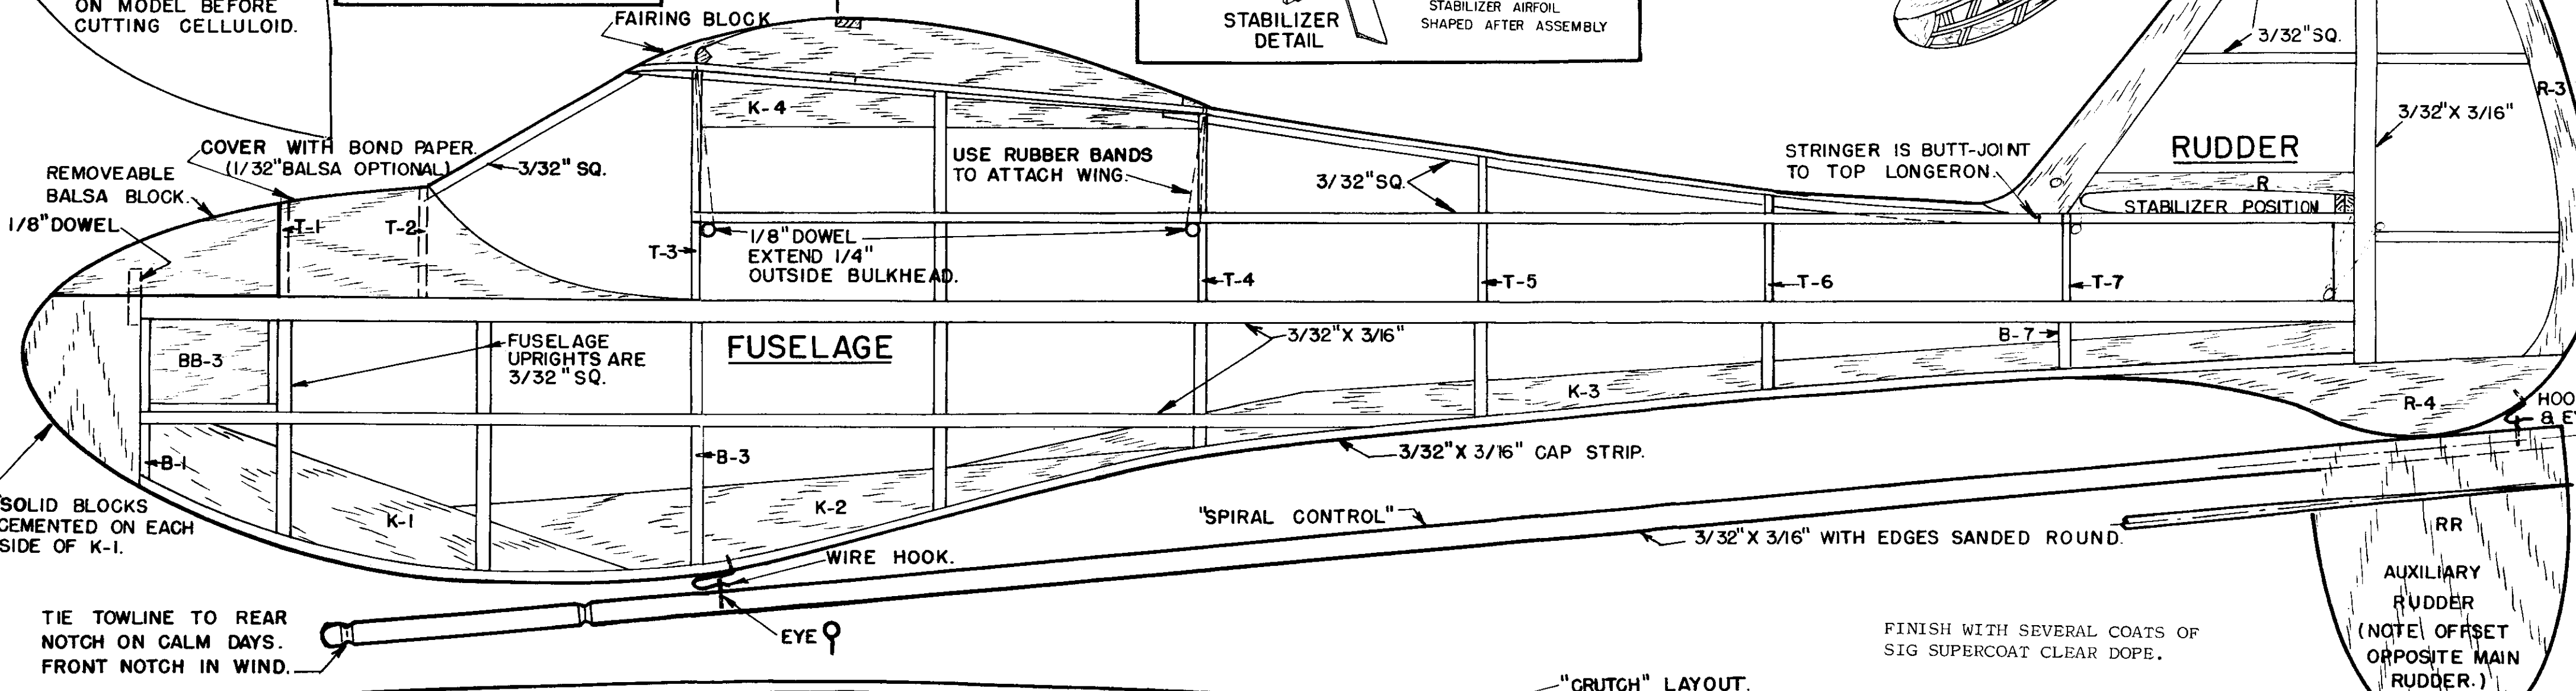 ON MODEL BEFORE
CUTTING CELLULOID.
FAIRING BLOCK
STABILIZER
DETAIL
STABILIZER AIRFOIL
SHAPED AFTER ASSEMBLY
3/32" SQ.
R-3
3/32" X 3/16"
K-4
COVER WITH BOND PAPER.
(1/32" BALSA OPTIONAL)
REMOVEABLE
BALSA BLOCK.
1/8" DOWEL
3/32" SQ.
USE RUBBER BANDS
TO ATTACH WING.
3/32" SQ.
STRINGER IS BUTT-JOINT
TO TOP LONGERON.
RUDDER
R
STABILIZER POSITION
T-1
T-2
T-3
1/8" DOWEL
EXTEND 1/4"
OUTSIDE BULKHEAD.
T-4
T-5
T-6
T-7
BB-3
FUSELAGE
UPRIGHTS ARE
3/32" SQ.
FUSELAGE
3/32" X 3/16"
B-7
K-3
R-4
HOO
& E
B-1
B-3
3/32" X 3/16" CAP STRIP.
SOLID BLOCKS
CEMENTED ON EACH
SIDE OF K-1.
K-1
K-2
"SPIRAL CONTROL"
3/32" X 3/16" WITH EDGES SANDED ROUND.
RR
WIRE HOOK.
AUXILIARY
RUDDER
(NOTE OFFSET
OPPOSITE MAIN
RUDDER.)
TIE TOWLINE TO REAR
NOTCH ON CALM DAYS.
FRONT NOTCH IN WIND.
EYE
FINISH WITH SEVERAL COATS OF
SIG SUPERCOAT CLEAR DOPE.
"CRUTCH" LAYOUT.